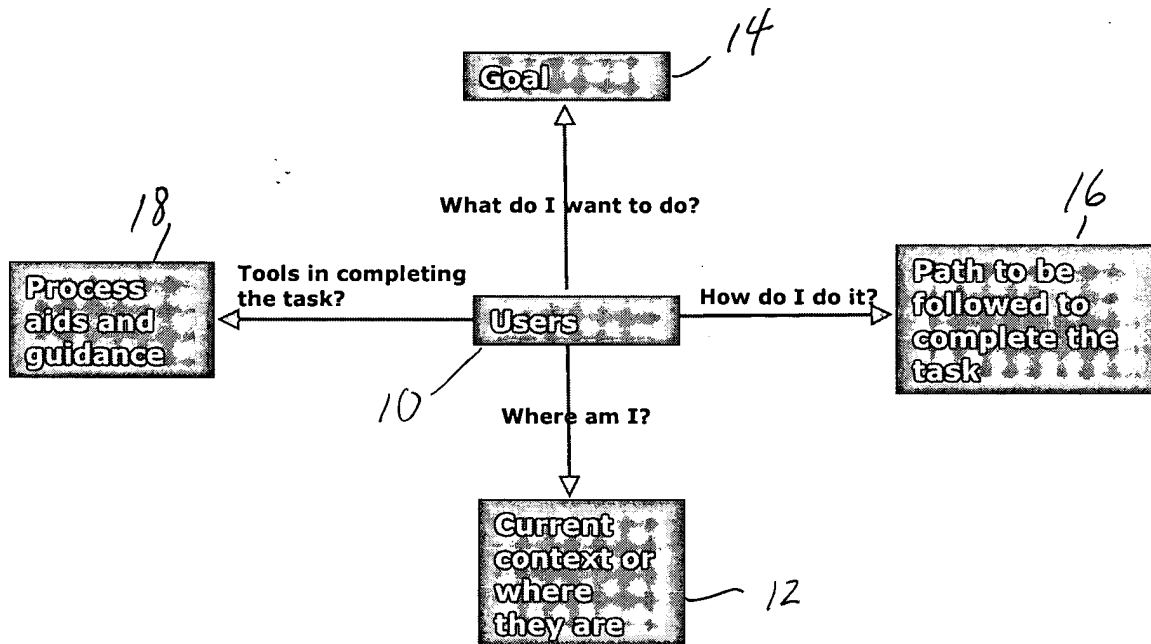 14
Goal
What do I want to do?
18
16
Process
aids and
guidance
Tools in completing
the task?
Users
How do I do it?
Path to be
followed to
complete the
task
10
Where am I?
Current
context or
where
they are
12